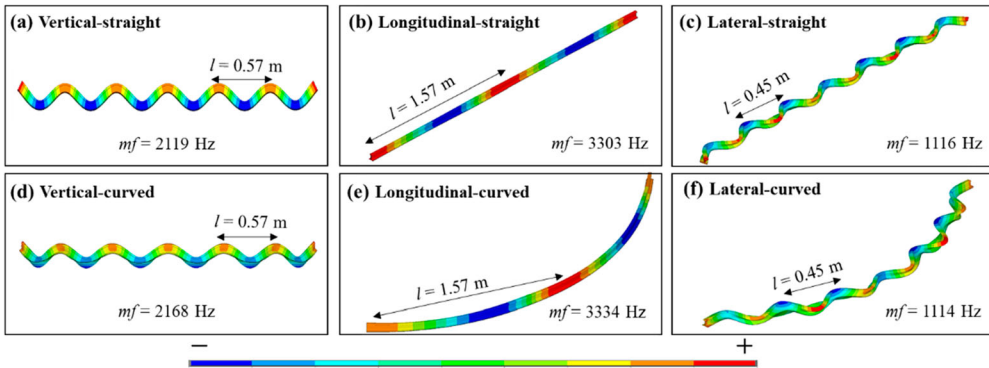 (a) Vertical-straight
l = 0.57 m
mf = 2119 Hz
(b) Longitudinal-straight
l = 1.57 m
mf = 3303 Hz
(c) Lateral-straight
l = 0.45 m
mf = 1116 Hz
(d) Vertical-curved
l = 0.57 m
mf = 2168 Hz
(e) Longitudinal-curved
l = 1.57 m
mf = 3334 Hz
(f) Lateral-curved
l = 0.45 m
mf = 1114 Hz
− +